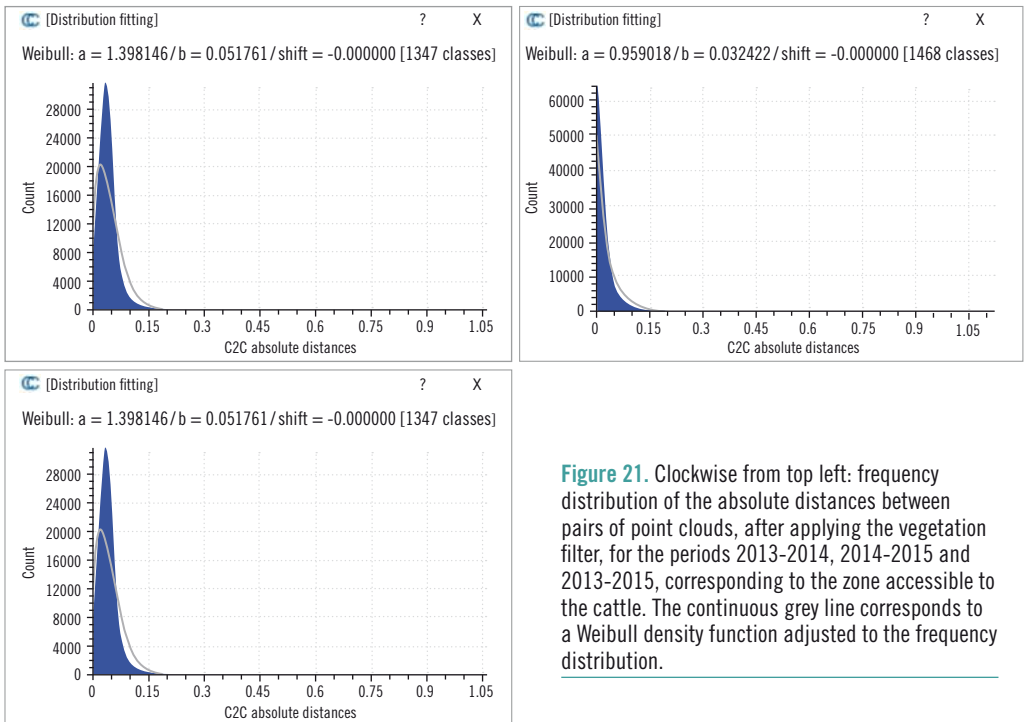 [Distribution fitting] ? X
Weibull: a = 1.398146/b = 0.051761/shift = -0.000000 [1347 classes]
28000
24000
20000
16000
12000
8000
4000
0
Count
0 0.15 0.3 0.45 0.6 0.75 0.9 1.05
C2C absolute distances
[Distribution fitting] ? X
Weibull: a = 0.959018/b = 0.032422/shift = -0.000000 [1468 classes]
60000
50000
40000
30000
20000
10000
0
Count
0 0.15 0.3 0.45 0.6 0.75 0.9 1.05
C2C absolute distances
[Distribution fitting] ? X
Weibull: a = 1.398146/b = 0.051761/shift = -0.000000 [1347 classes]
28000
24000
20000
16000
12000
8000
4000
0
Count
0 0.15 0.3 0.45 0.6 0.75 0.9 1.05
C2C absolute distances
Figure 21. Clockwise from top left: frequency
distribution of the absolute distances between
pairs of point clouds, after applying the vegetation
filter, for the periods 2013-2014, 2014-2015 and
2013-2015, corresponding to the zone accessible to
the cattle. The continuous grey line corresponds to
a Weibull density function adjusted to the frequency
distribution.